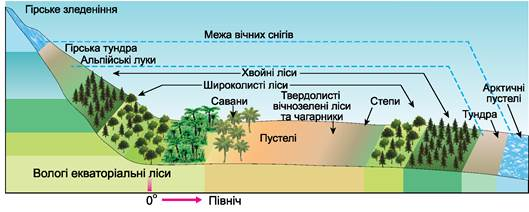 Гірське зледеніння
Межа вічних снігів
Гірська тундра
Альпійські луки
Хвойні ліси
Широколисті ліси
Савани
Твердолисті
вічнозелені ліси
та чагарники
Степи
Арктичні
пустелі
Тундра
Пустелі
Вологі екваторіальні ліси
0° Північ